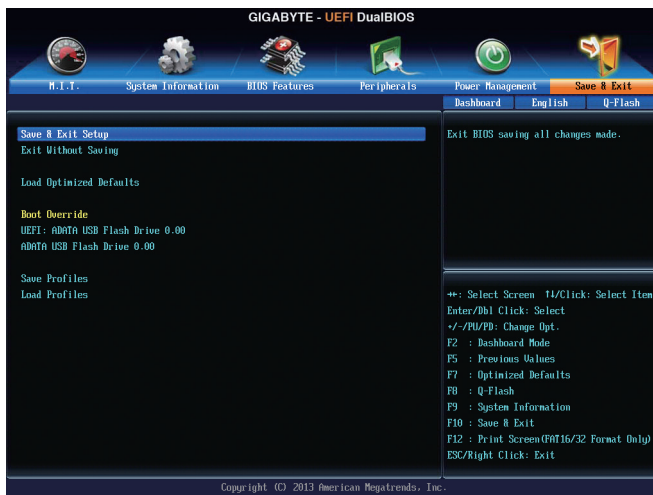 GIGABYTE - UEFI DualBIOS
M.I.T. System Information BIOS Features Peripherals Power Management Save & Exit
Dashboard English Q-Flash
Save & Exit Setup
Exit Without Saving
Load Optimized Defaults
Boot Override
UEFI: ADATA USB Flash Drive 0.00
ADATA USB Flash Drive 0.00
Save Profiles
Load Profiles
Exit BIOS saving all changes made.
→←: Select Screen ↑↓/Click: Select Item
Enter/Dbl Click: Select
+/-/PU/PD: Change Opt.
F2 : Dashboard Mode
F5 : Previous Values
F7 : Optimized Defaults
F8 : Q-Flash
F9 : System Information
F10 : Save & Exit
F12 : Print Screen(FAT16/32 Format Only)
ESC/Right Click: Exit
Copyright (C) 2013 American Megatrends, Inc.